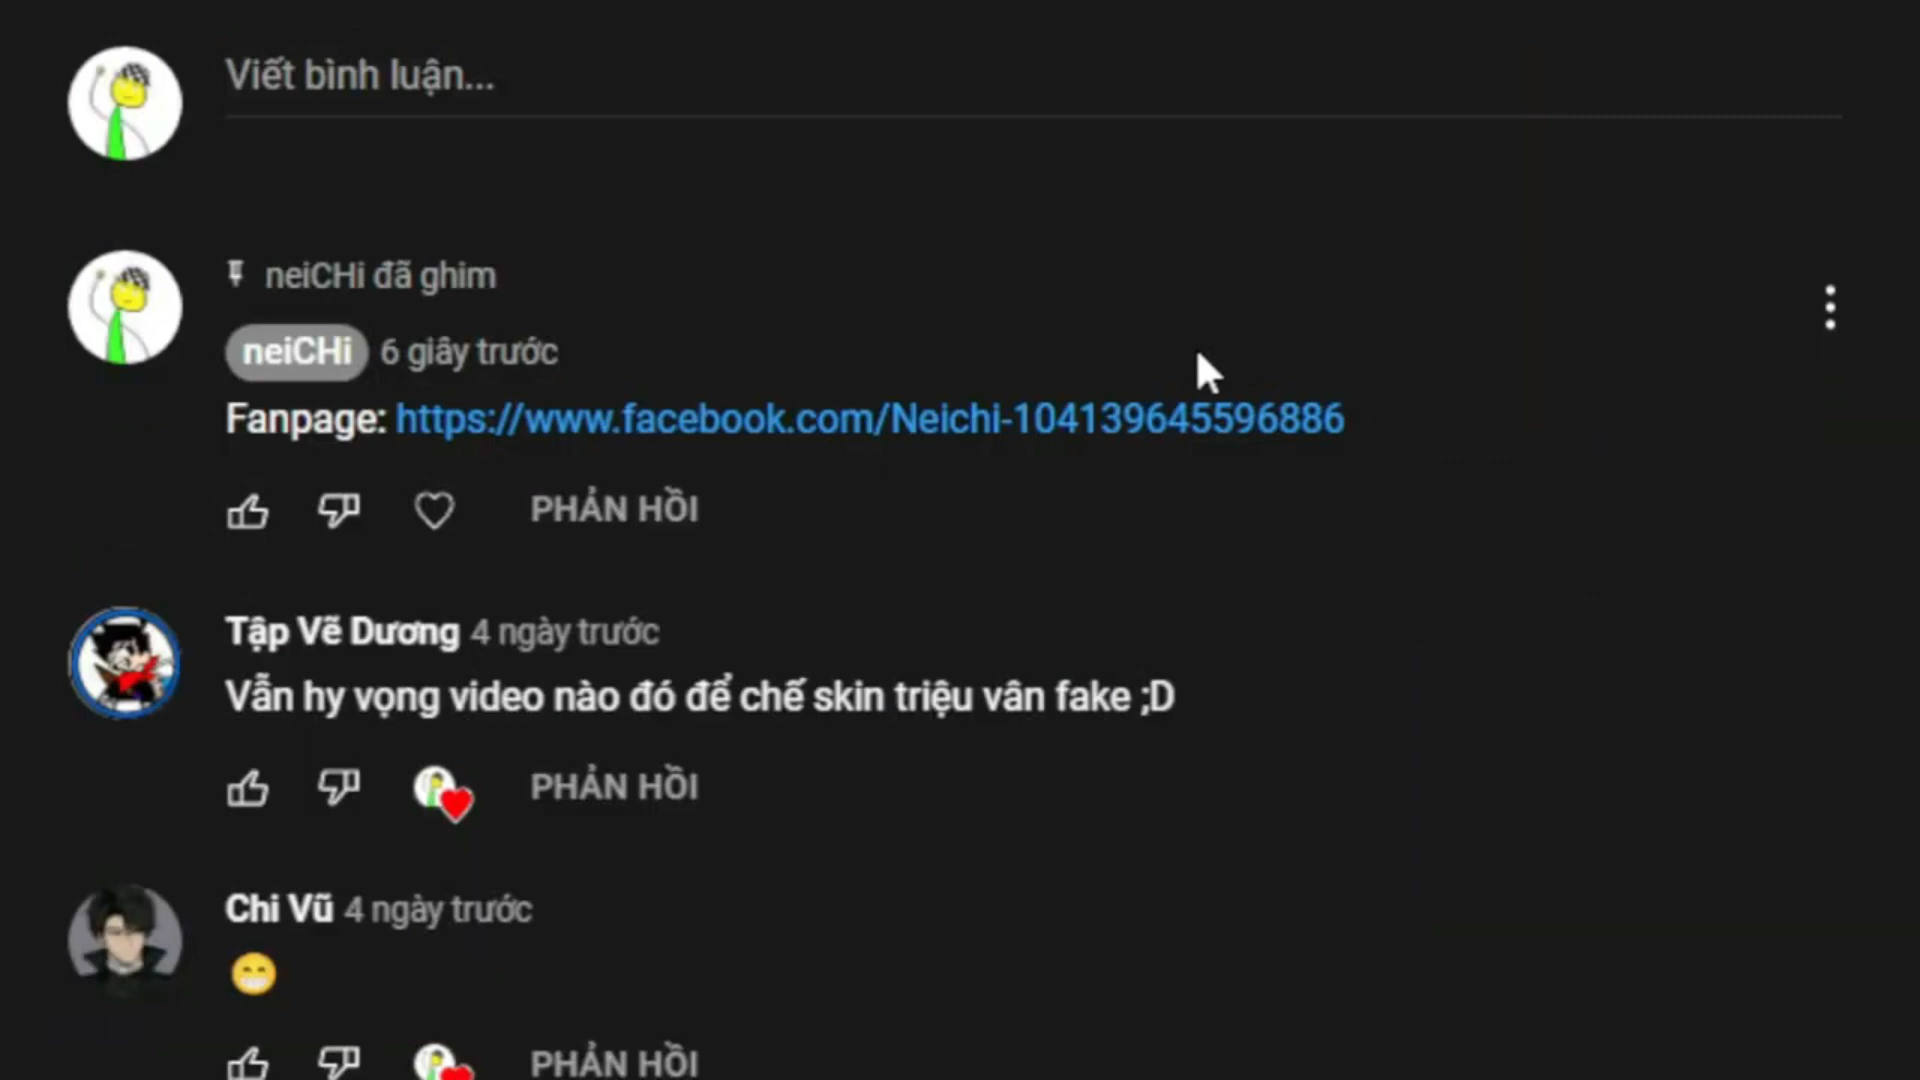 Viết bình luận...
neiCHi đã ghim
neiCHi 6 giây trước
Fanpage: https://www.facebook.com/Neichi-104139645596886
PHẢN HỒI
Tập Vẽ Dương 4 ngày trước
Vẫn hy vọng video nào đó để chế skin triệu vân fake ;D
PHẢN HỒI
Chi Vũ 4 ngày trước
😁
PHẢN HỒI